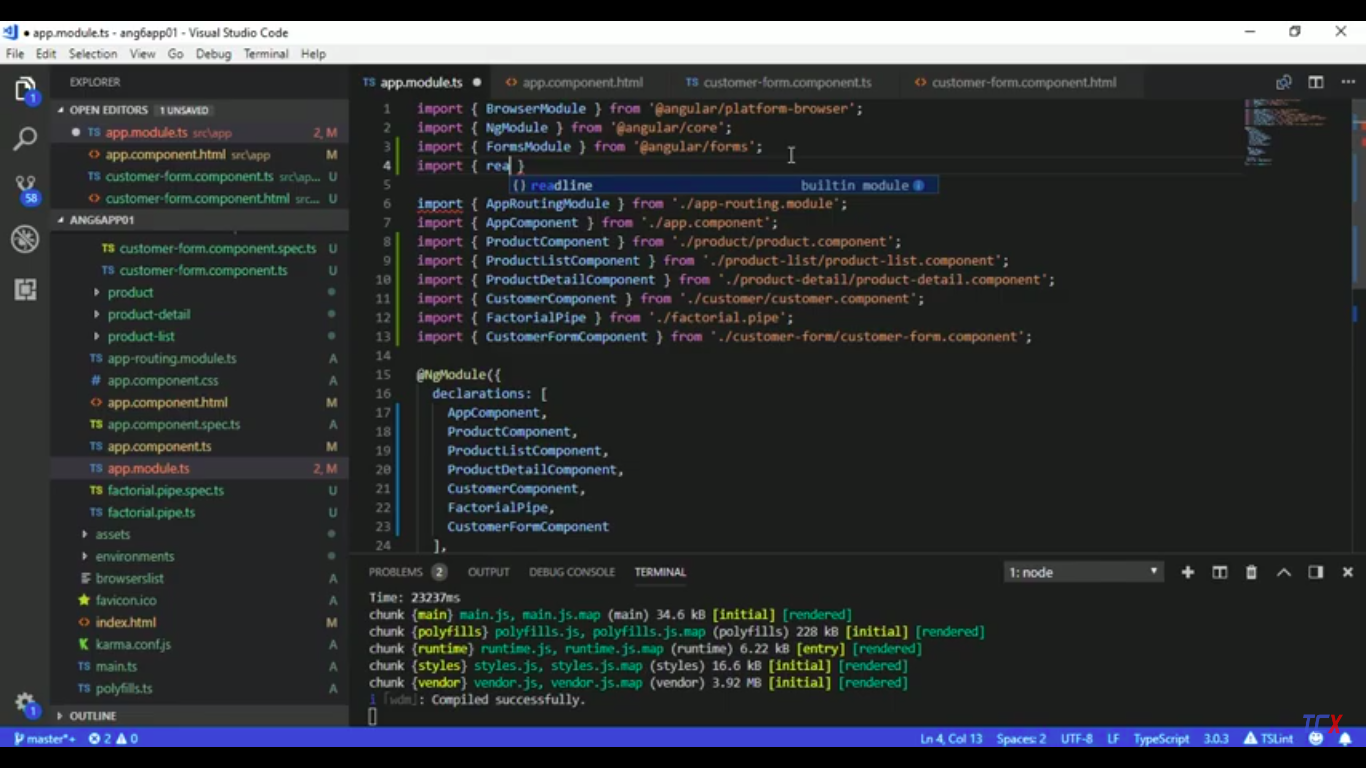 app.module.ts - ang6app01 - Visual Studio Code
File Edit Selection View Go Debug Terminal Help
EXPLORER
OPEN EDITORS 1 UNSAVED
TS app.module.ts src\app 2, M
app.component.html src\app M
TS customer-form.component.ts src\ap... U
customer-form.component.html src... U
ANG6APP01
TS customer-form.component.spec.ts U
TS customer-form.component.ts U
product
product-detail
product-list
TS app-routing.module.ts A
# app.component.css A
app.component.html M
TS app.component.spec.ts A
TS app.component.ts M
TS app.module.ts 2, M
TS factorial.pipe.spec.ts U
TS factorial.pipe.ts U
assets
environments
browserslist A
favicon.ico A
index.html M
karma.conf.js A
TS main.ts A
TS polyfills.ts A
OUTLINE
1
58
1
TS app.module.ts
app.component.html
TS customer-form.component.ts
customer-form.component.html
1 import { BrowserModule } from '@angular/platform-browser';
2 import { NgModule } from '@angular/core';
3 import { FormsModule } from '@angular/forms';
4 import { rea }
{} readline builtin module
5
6 import { AppRoutingModule } from './app-routing.module';
7 import { AppComponent } from './app.component';
8 import { ProductComponent } from './product/product.component';
9 import { ProductListComponent } from './product-list/product-list.component';
10 import { ProductDetailComponent } from './product-detail/product-detail.component';
11 import { CustomerComponent } from './customer/customer.component';
12 import { FactorialPipe } from './factorial.pipe';
13 import { CustomerFormComponent } from './customer-form/customer-form.component';
14
15 @NgModule({
16 declarations: [
17 AppComponent,
18 ProductComponent,
19 ProductListComponent,
20 ProductDetailComponent,
21 CustomerComponent,
22 FactorialPipe,
23 CustomerFormComponent
24 ],
PROBLEMS 2 OUTPUT DEBUG CONSOLE TERMINAL 1: node
Time: 23237ms
chunk {main} main.js, main.js.map (main) 34.6 kB [initial] [rendered]
chunk {polyfills} polyfills.js, polyfills.js.map (polyfills) 228 kB [initial] [rendered]
chunk {runtime} runtime.js, runtime.js.map (runtime) 6.22 kB [entry] [rendered]
chunk {styles} styles.js, styles.js.map (styles) 16.6 kB [initial] [rendered]
chunk {vendor} vendor.js, vendor.js.map (vendor) 3.92 MB [initial] [rendered]
i ｢wdm｣: Compiled successfully.
TCX
master*+ 2 0 Ln 4, Col 13 Spaces: 2 UTF-8 LF TypeScript 3.0.3 TSLint